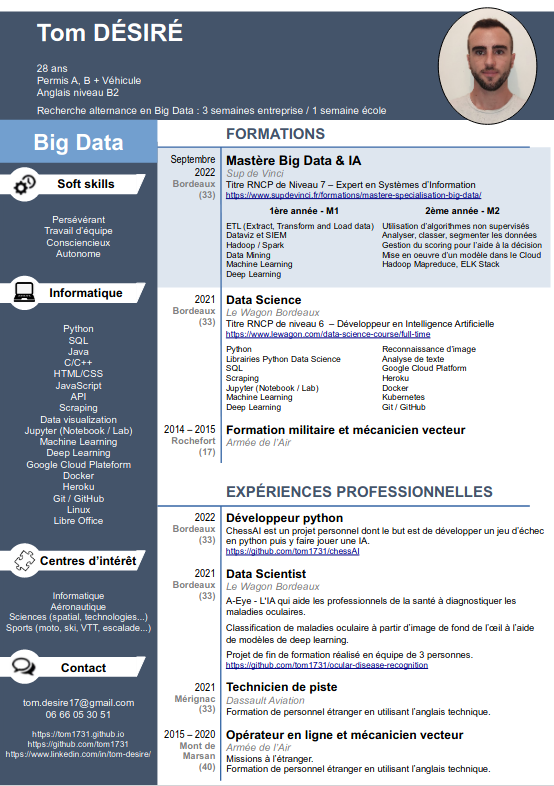 Tom DÉSIRÉ
28 ans
Permis A, B + Véhicule
Anglais niveau B2
Recherche alternance en Big Data : 3 semaines entreprise / 1 semaine école
Big Data
Soft skills
Persévérant
Travail d'équipe
Consciencieux
Autonome
Informatique
Python
SQL
Java
C/C++
HTML/CSS
JavaScript
API
Scraping
Data visualization
Jupyter (Notebook / Lab)
Machine Learning
Deep Learning
Google Cloud Plateform
Docker
Heroku
Git / GitHub
Linux
Libre Office
Centres d'intérêt
Informatique
Aéronautique
Sciences (spatial, technologies...)
Sports (moto, ski, VTT, escalade...)
Contact
tom.desire17@gmail.com
06 66 05 30 51
https://tom1731.github.io
https://github.com/tom1731
https://www.linkedin.com/in/tom-desire/
FORMATIONS
Septembre 2022
Bordeaux (33)
Mastère Big Data & IA
Sup de Vinci
Titre RNCP de Niveau 7 – Expert en Systèmes d'Information
https://www.supdevinci.fr/formations/mastere-specialisation-big-data/
1ère année - M1
ETL (Extract, Transform and Load data)
Dataviz et SIEM
Hadoop / Spark
Data Mining
Machine Learning
Deep Learning
2ème année - M2
Utilisation d'algorithmes non supervisés
Analyser, classer, segmenter les données
Gestion du scoring pour l'aide à la décision
Mise en oeuvre d'un modèle dans le Cloud
Hadoop Mapreduce, ELK Stack
2021
Bordeaux (33)
Data Science
Le Wagon Bordeaux
Titre RNCP de niveau 6 – Développeur en Intelligence Artificielle
https://www.lewagon.com/data-science-course/full-time
Python
Librairies Python Data Science
SQL
Scraping
Jupyter (Notebook / Lab)
Machine Learning
Deep Learning
Reconnaissance d'image
Analyse de texte
Google Cloud Platform
Heroku
Docker
Kubernetes
Git / GitHub
2014 – 2015
Rochefort (17)
Formation militaire et mécanicien vecteur
Armée de l'Air
EXPÉRIENCES PROFESSIONNELLES
2022
Bordeaux (33)
Développeur python
ChessAI est un projet personnel dont le but est de développer un jeu d'échec
en python puis y faire jouer une IA.
https://github.com/tom1731/chessAI
2021
Bordeaux (33)
Data Scientist
Le Wagon Bordeaux
A-Eye - L'IA qui aide les professionnels de la santé à diagnostiquer les
maladies oculaires.
Classification de maladies oculaire à partir d'image de fond de l'œil à l'aide
de modèles de deep learning.
Projet de fin de formation réalisé en équipe de 3 personnes.
https://github.com/tom1731/ocular-disease-recognition
2021
Mérignac (33)
Technicien de piste
Dassault Aviation
Formation de personnel étranger en utilisant l'anglais technique.
2015 – 2020
Mont de Marsan (40)
Opérateur en ligne et mécanicien vecteur
Armée de l'Air
Missions à l'étranger.
Formation de personnel étranger en utilisant l'anglais technique.